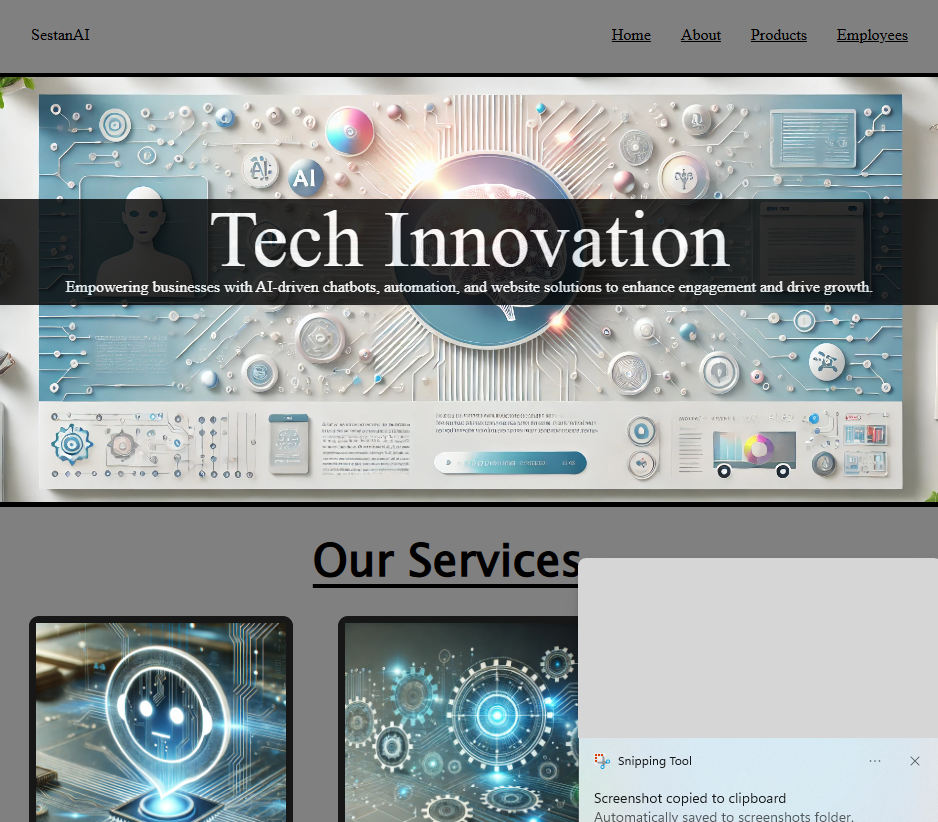 SestanAI
Home About Products Employees
AI
AI
Tech Innovation
Empowering businesses with AI-driven chatbots, automation, and website solutions to enhance engagement and drive growth.
Our Services
Snipping Tool
Screenshot copied to clipboard
Automatically saved to screenshots folder.